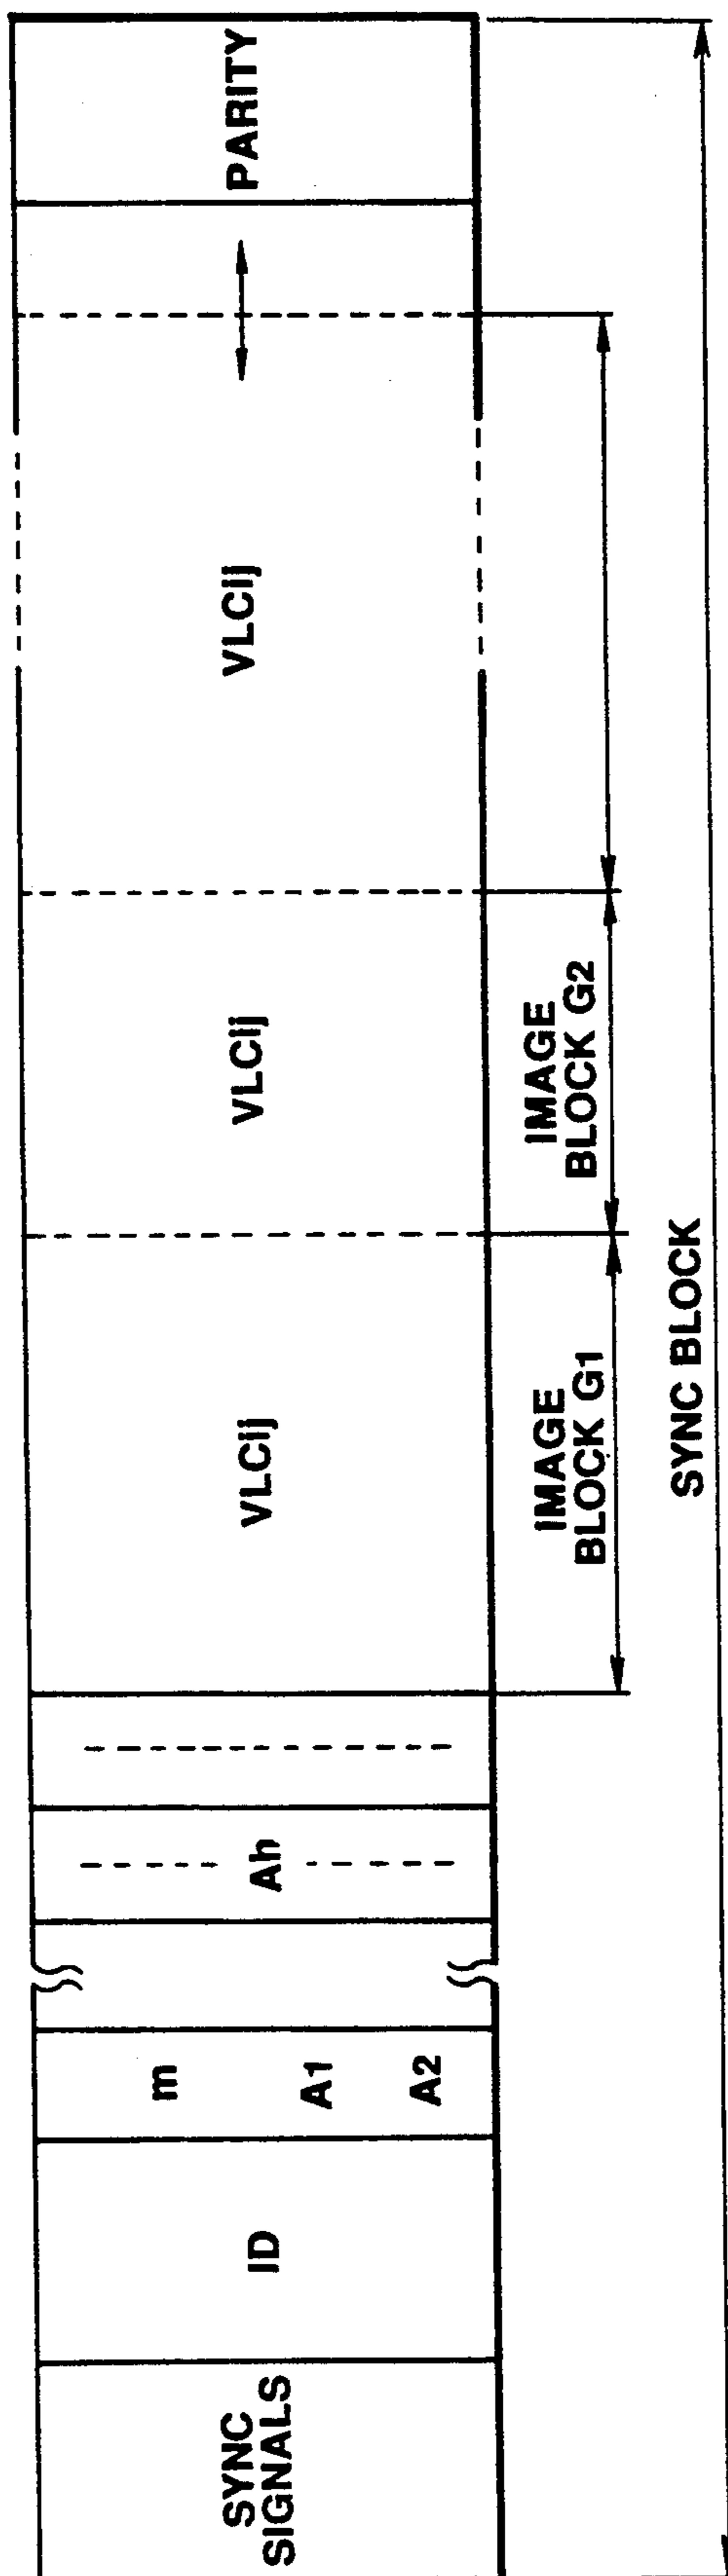 SYNC
SIGNALS
ID
m
A1
A2
Ah
VLCij
VLCij
VLCij
PARITY
IMAGE
BLOCK G1
IMAGE
BLOCK G2
SYNC BLOCK